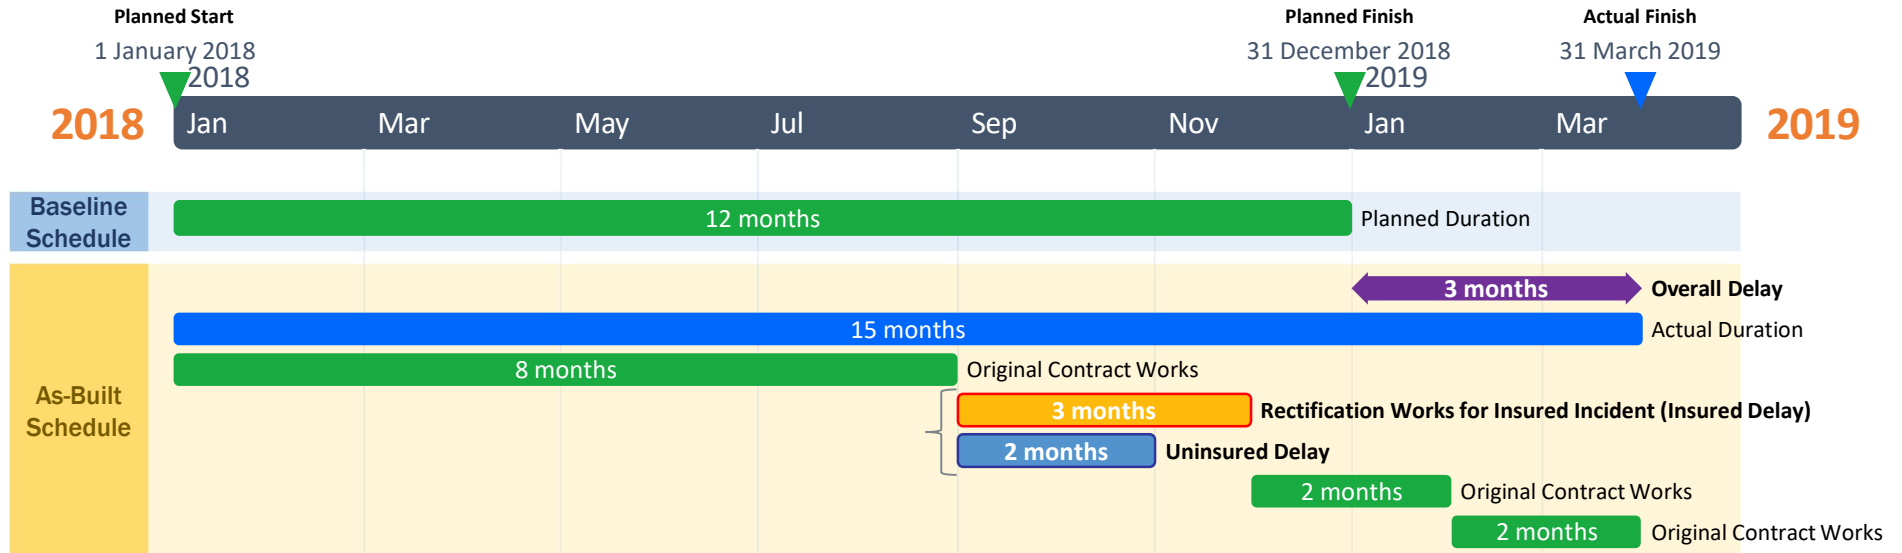 Planned Start
1 January 2018
Planned Finish
31 December 2018
Actual Finish
31 March 2019
2018
2019
2018
Jan
Mar
May
Jul
Sep
Nov
Jan
Mar
2019
Baseline
Schedule
12 months
Planned Duration
As-Built
Schedule
3 months
Overall Delay
15 months
Actual Duration
8 months
Original Contract Works
3 months
Rectification Works for Insured Incident (Insured Delay)
2 months
Uninsured Delay
2 months
Original Contract Works
2 months
Original Contract Works